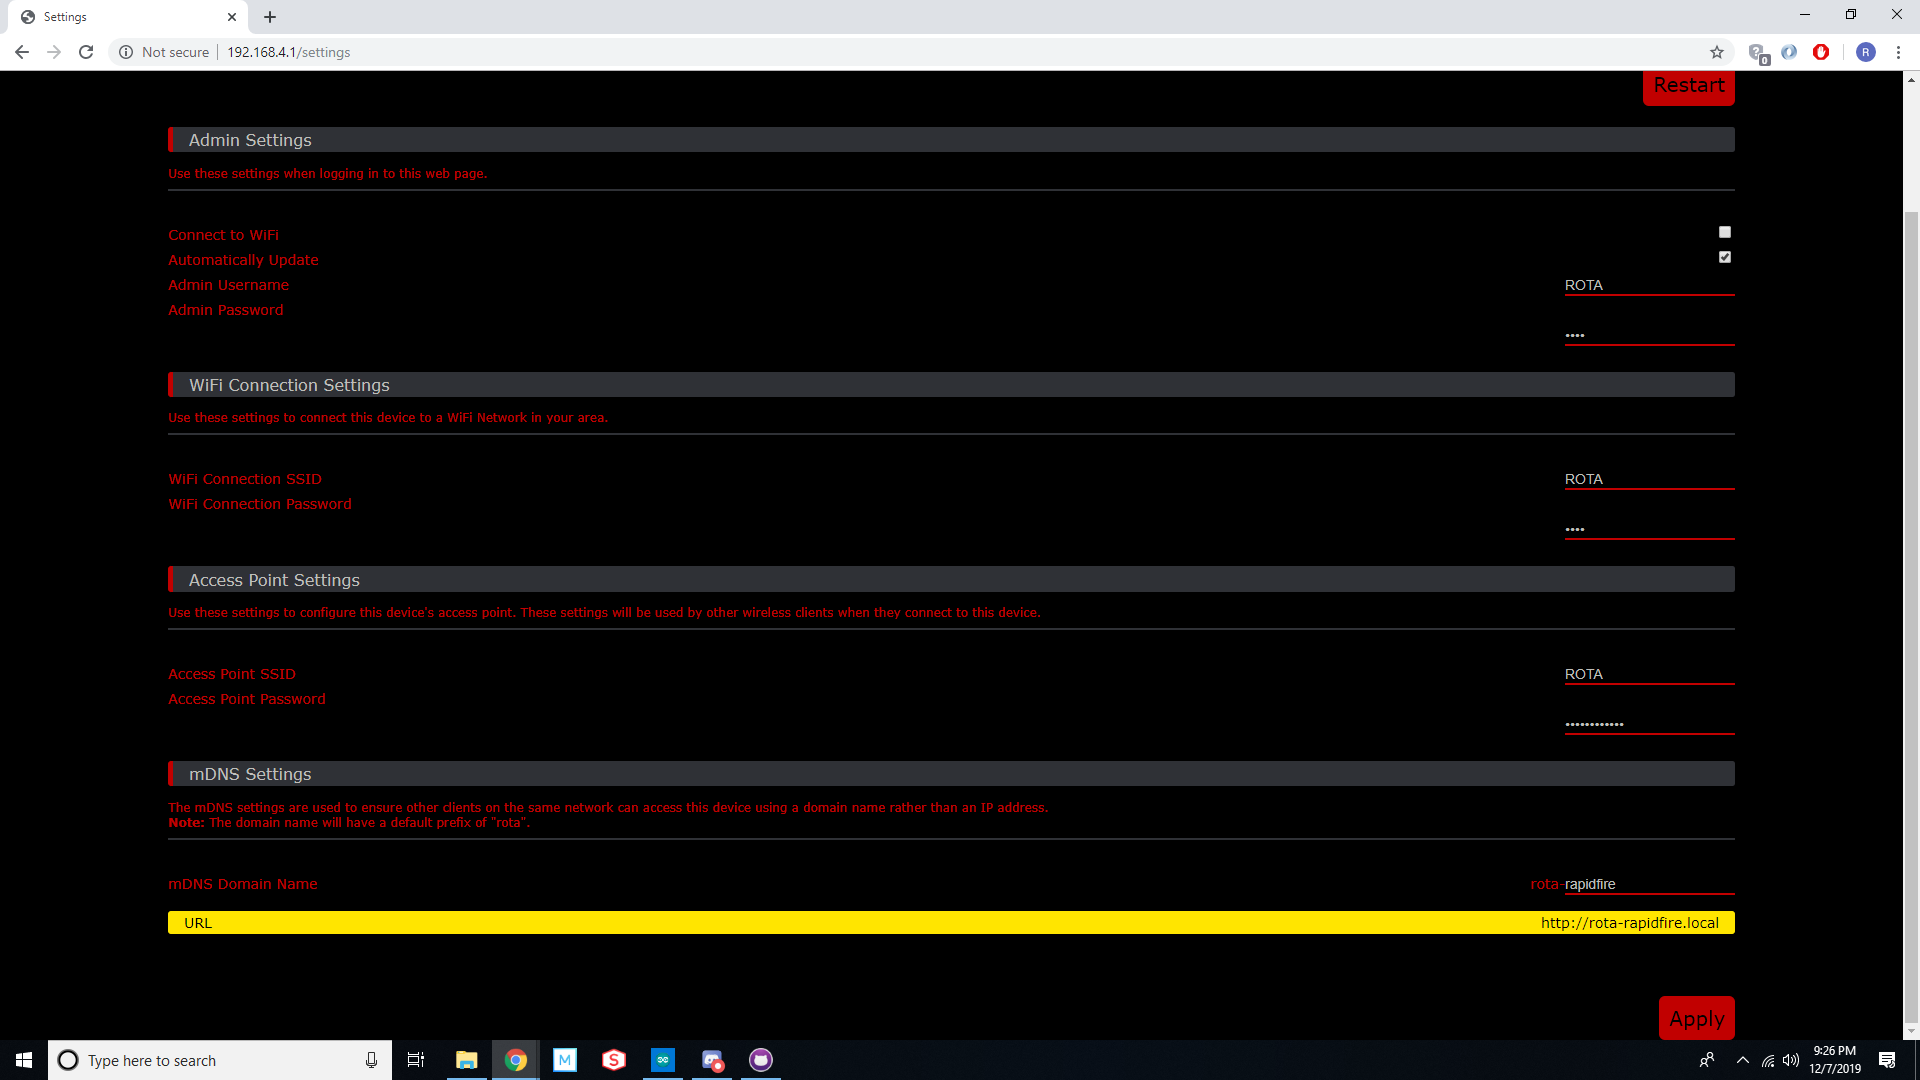 Settings
Not secure
192.168.4.1/settings
0
R
Restart
Admin Settings
Use these settings when logging in to this web page.
Connect to WiFi
Automatically Update
Admin Username
ROTA
Admin Password
••••
WiFi Connection Settings
Use these settings to connect this device to a WiFi Network in your area.
WiFi Connection SSID
ROTA
WiFi Connection Password
••••
Access Point Settings
Use these settings to configure this device's access point. These settings will be used by other wireless clients when they connect to this device.
Access Point SSID
ROTA
Access Point Password
••••••••••••
mDNS Settings
The mDNS settings are used to ensure other clients on the same network can access this device using a domain name rather than an IP address.
Note: The domain name will have a default prefix of "rota".
mDNS Domain Name
rota-rapidfire
URL
http://rota-rapidfire.local
Apply
Type here to search
M
S
9:26 PM
12/7/2019